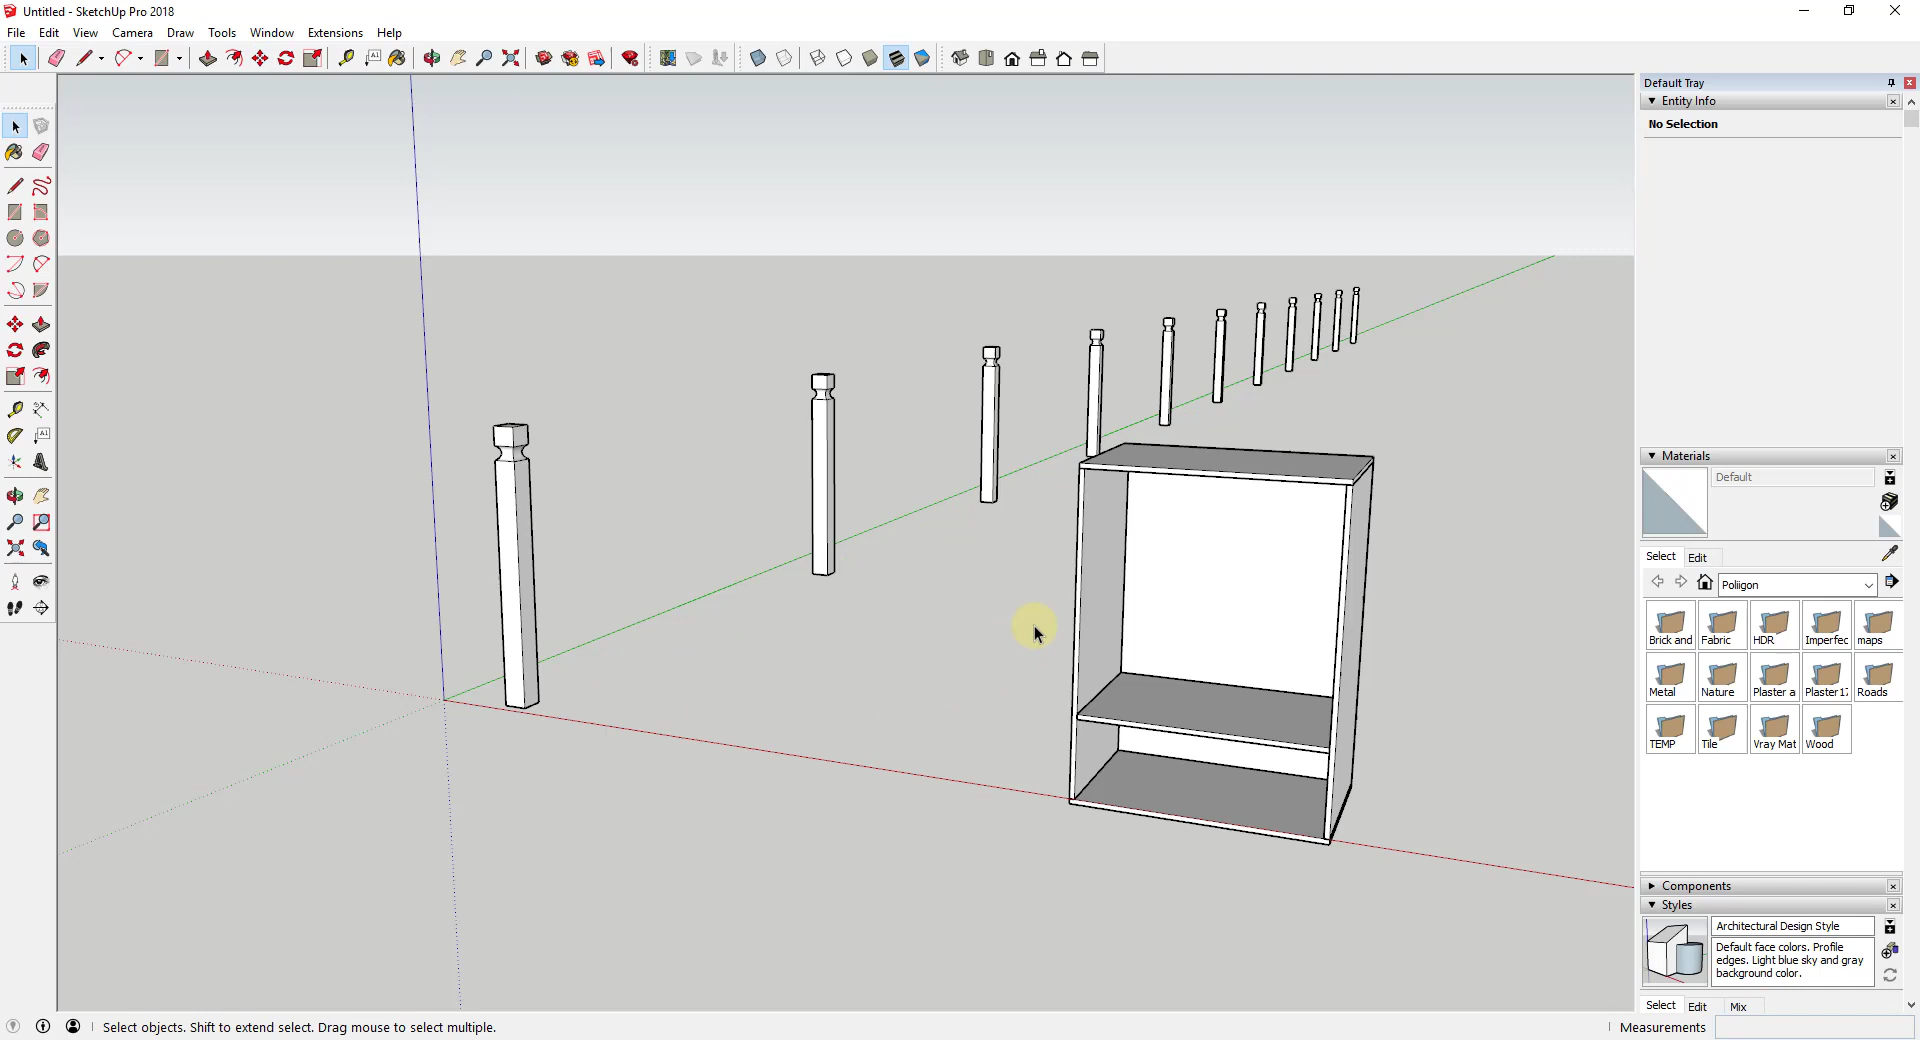 Untitled - SketchUp Pro 2018
File Edit View Camera Draw Tools Window Extensions Help
Default Tray
Entity Info
No Selection
Materials
Default
Select Edit
Poliigon
Brick and Fabric HDR Imperfec maps
Metal Nature Plaster a Plaster17 Roads
TEMP Tile Vray Mat Wood
Components
Styles
Architectural Design Style
Default face colors. Profile
edges. Light blue sky and gray
background color.
Select Edit Mix
Select objects. Shift to extend select. Drag mouse to select multiple.
Measurements